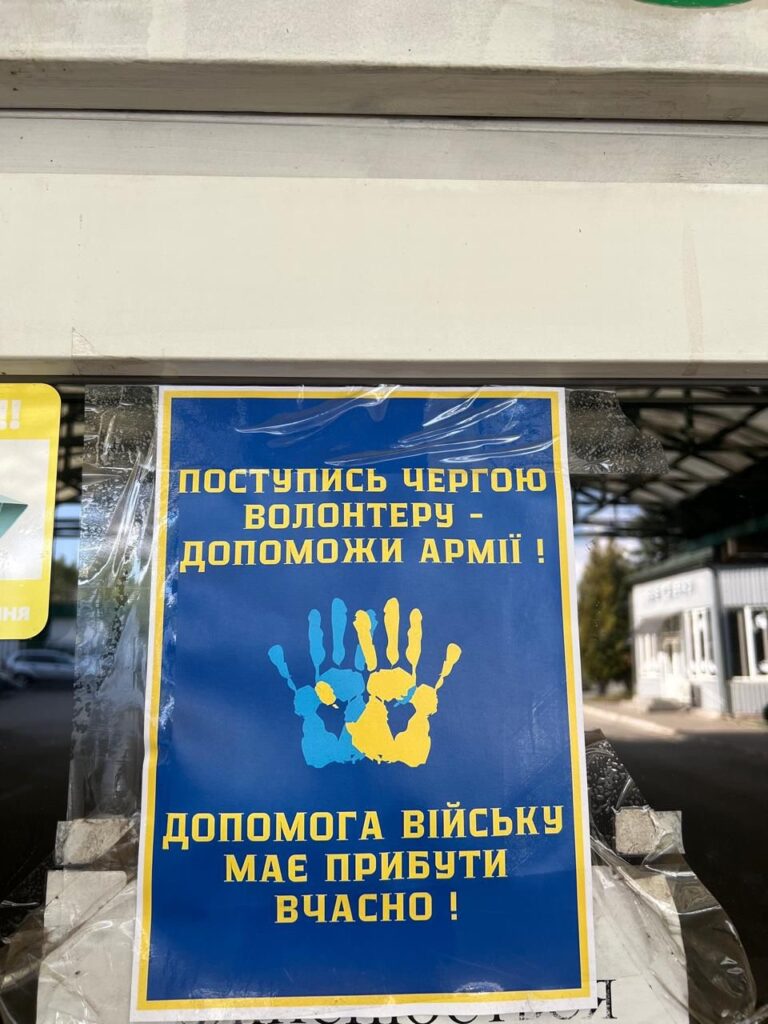 ПОСТУПИСЬ ЧЕРГОЮ
ВОЛОНТЕРУ -
ДОПОМОЖИ АРМІЇ !
ДОПОМОГА ВІЙСЬКУ
МАЄ ПРИБУТИ
ВЧАСНО !